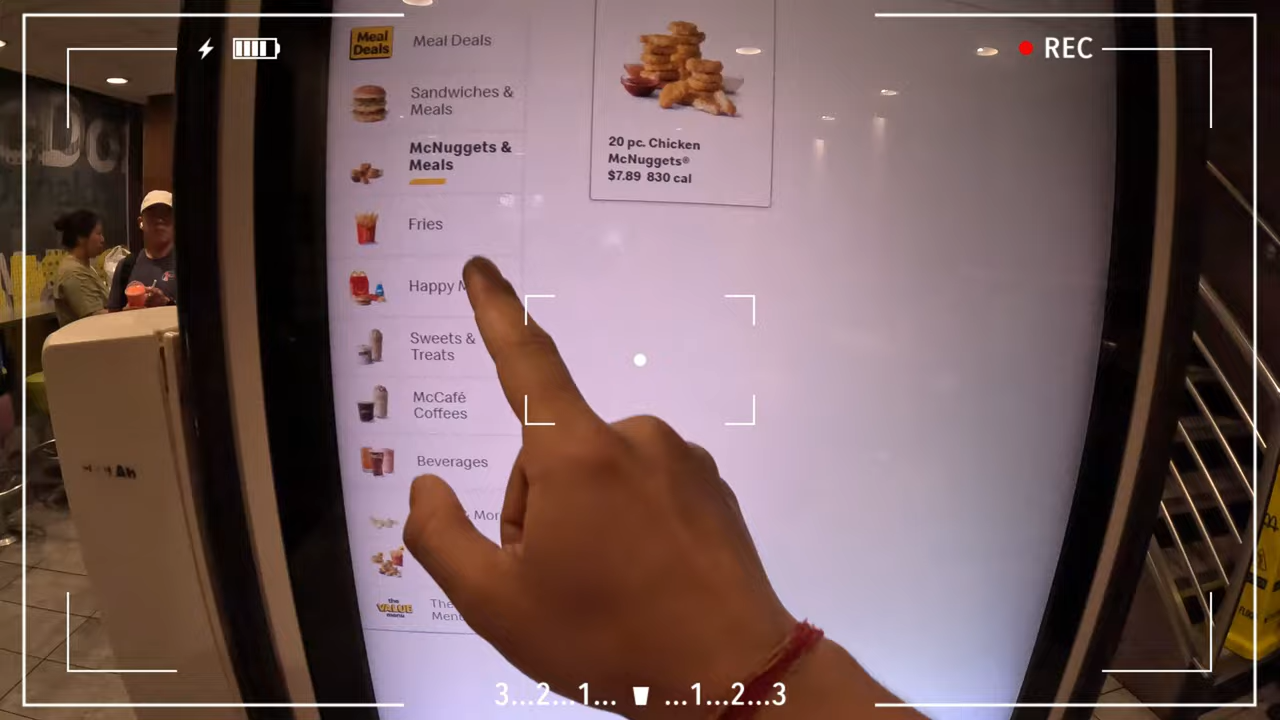 REC
Meal
Deals
Meal Deals
Sandwiches &
Meals
McNuggets &
Meals
20 pc. Chicken
McNuggets®
$7.89 830 cal
Fries
Happy
Sweets &
Treats
McCafé
Coffees
Beverages
the
VALUE
menu
3...2...1... ...1...2...3